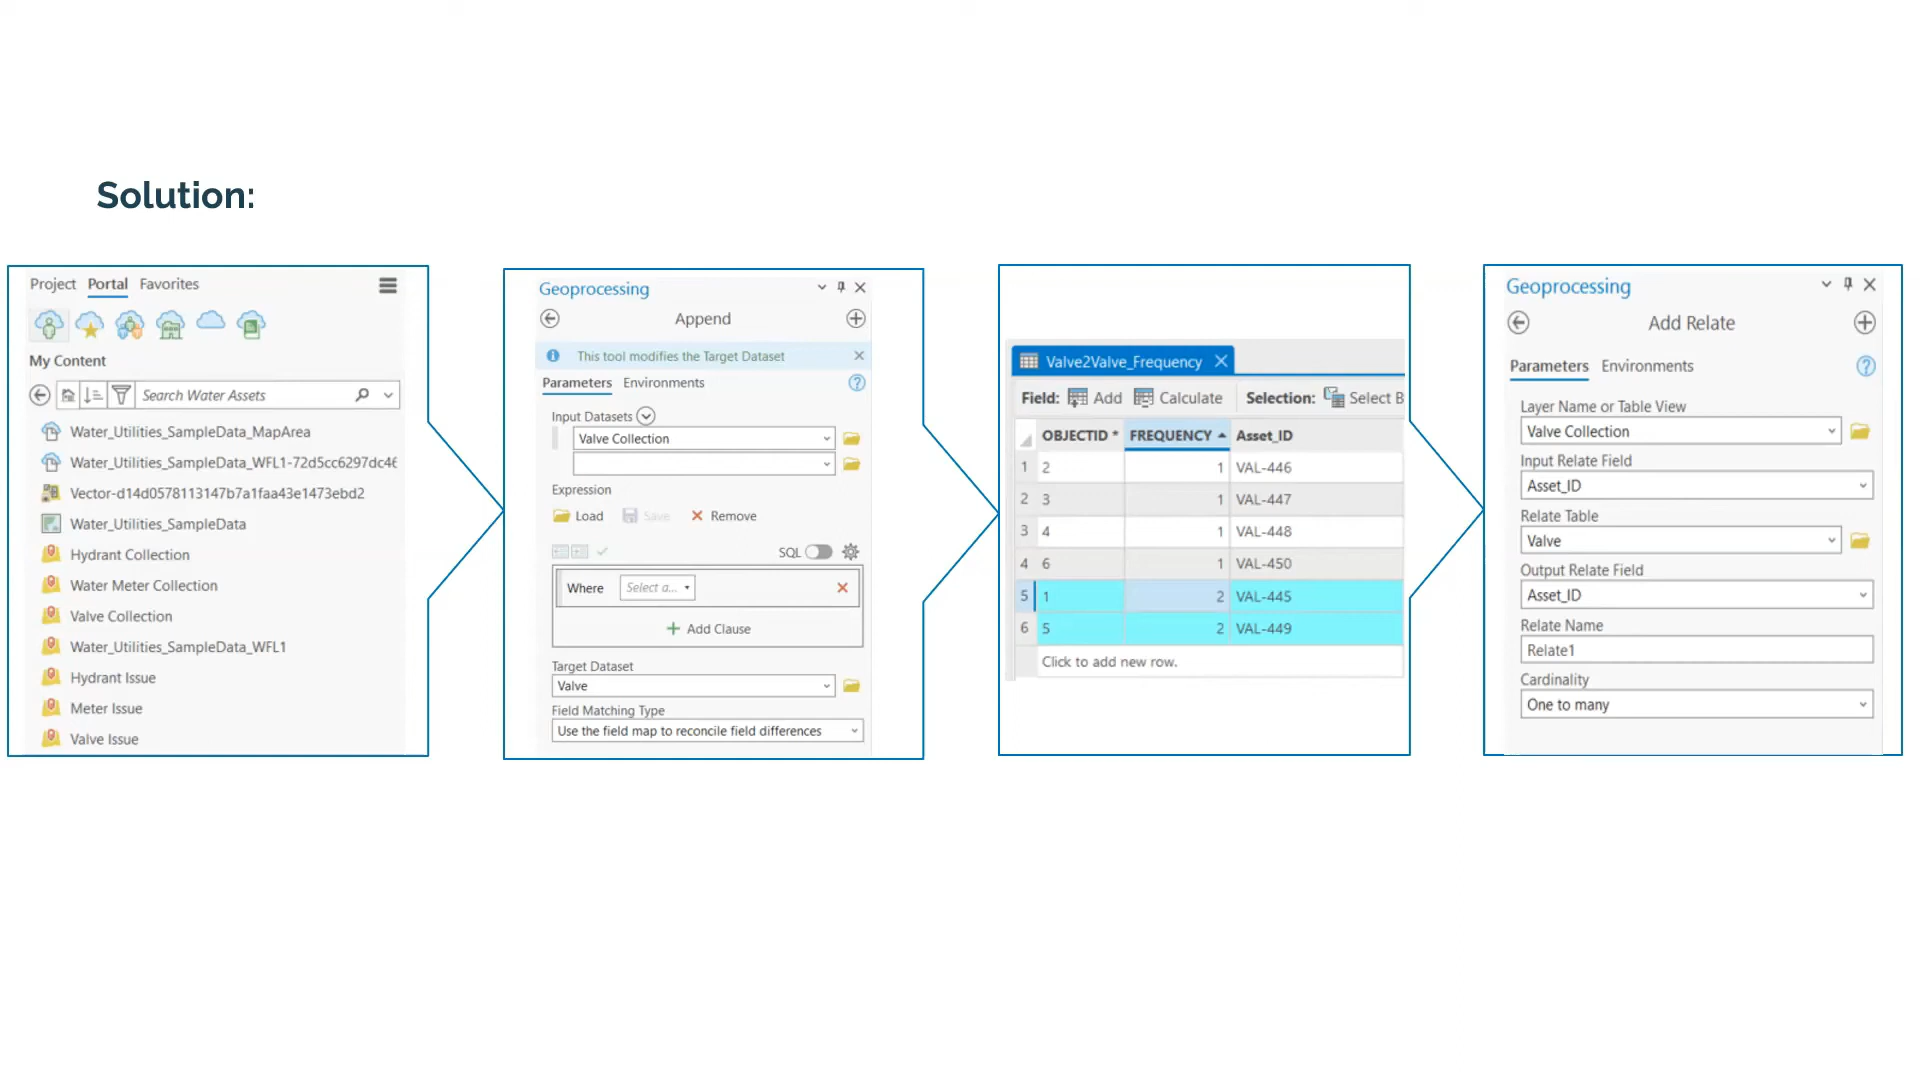 Solution:
Project Portal Favorites
My Content
Search Water Assets
Water_Utilities_SampleData_MapArea
Water_Utilities_SampleData_WFL1-72d5cc6297dc46
Vector-d14d0578113147b7a1faa43e1473ebd2
Water_Utilities_SampleData
Hydrant Collection
Water Meter Collection
Valve Collection
Water_Utilities_SampleData_WFL1
Hydrant Issue
Meter Issue
Valve Issue
Geoprocessing
Append
This tool modifies the Target Dataset
Parameters Environments
Input Datasets
Valve Collection
Expression
Load Save Remove
SQL
Where Select a...
Add Clause
Target Dataset
Valve
Field Matching Type
Use the field map to reconcile field differences
Valve2Valve_Frequency
Field: Add Calculate Selection: Select B
OBJECTID * FREQUENCY Asset_ID
1 2 1 VAL-446
2 3 1 VAL-447
3 4 1 VAL-448
4 6 1 VAL-450
5 1 2 VAL-445
6 5 2 VAL-449
Click to add new row.
Geoprocessing
Add Relate
Parameters Environments
Layer Name or Table View
Valve Collection
Input Relate Field
Asset_ID
Relate Table
Valve
Output Relate Field
Asset_ID
Relate Name
Relate1
Cardinality
One to many